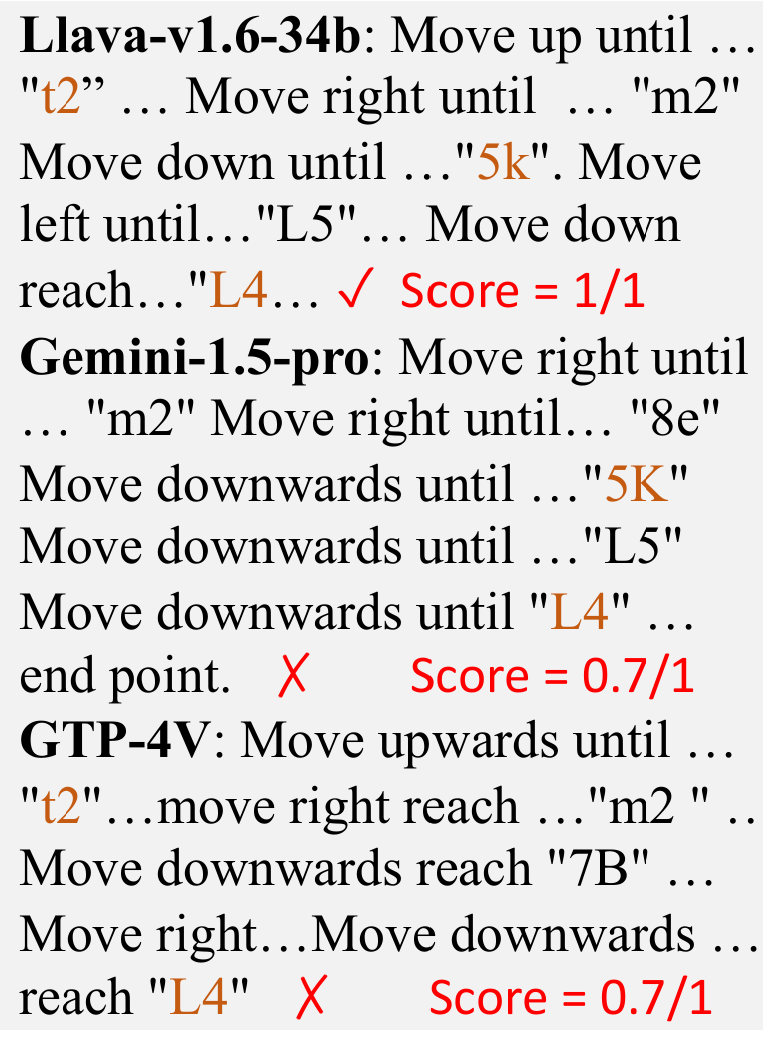 Llava-v1.6-34b: Move up until …
"t2” … Move right until … "m2"
Move down until …"5k". Move
left until…"L5"… Move down
reach…"L4… ✓ Score = 1/1
Gemini-1.5-pro: Move right until
… "m2" Move right until… "8e"
Move downwards until …"5K"
Move downwards until …"L5"
Move downwards until "L4" …
end point. ✗ Score = 0.7/1
GTP-4V: Move upwards until …
"t2"…move right reach …"m2 " ..
Move downwards reach "7B" …
Move right…Move downwards …
reach "L4" ✗ Score = 0.7/1